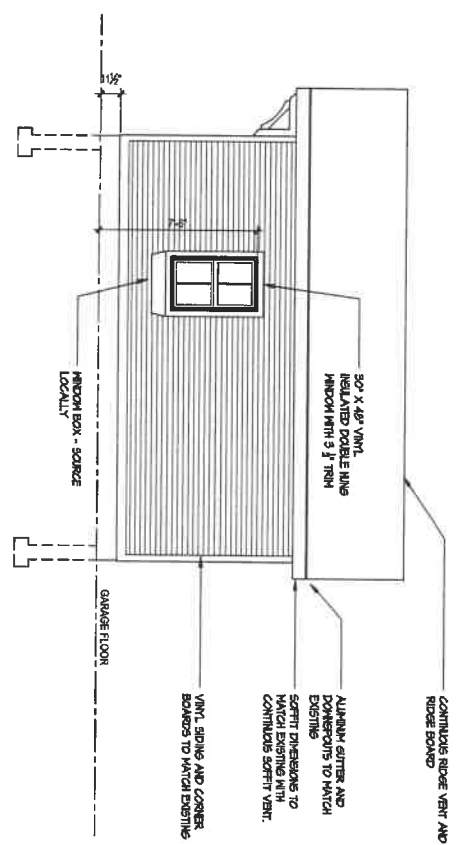 CONTINUOUS RIDGE VENT AND
RIDGE BOARD
ALUMINUM GUTTER AND
DOWNSPOUTS TO MATCH
EXISTING
SOFFIT DIMENSIONS TO
MATCH EXISTING WITH
CONTINUOUS SOFFIT VENT.
30" X 48" VINYL
INSULATED DOUBLE HUNG
WINDOW WITH 3 ½" TRIM
7'-6"
WINDOW BOX - SOURCE
LOCALLY
VINYL SIDING AND CORNER
BOARDS TO MATCH EXISTING
GARAGE FLOOR
11½"